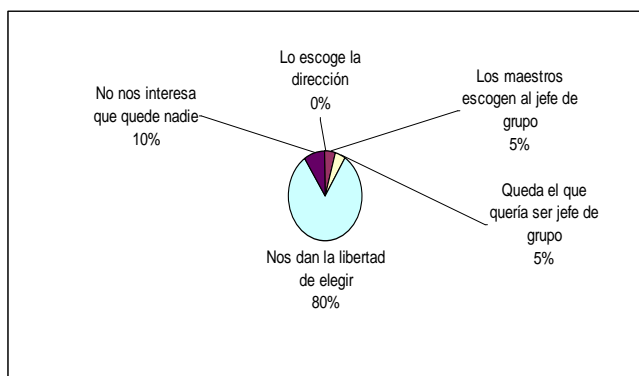 Lo escoge la
dirección
0%
Los maestros
escogen al jefe de
grupo
5%
Queda el que
quería ser jefe de
grupo
5%
Nos dan la libertad
de elegir
80%
No nos interesa
que quede nadie
10%